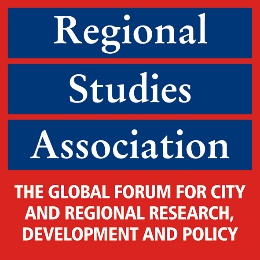 Regional
Studies
Association
THE GLOBAL FORUM FOR CITY
AND REGIONAL RESEARCH,
DEVELOPMENT AND POLICY